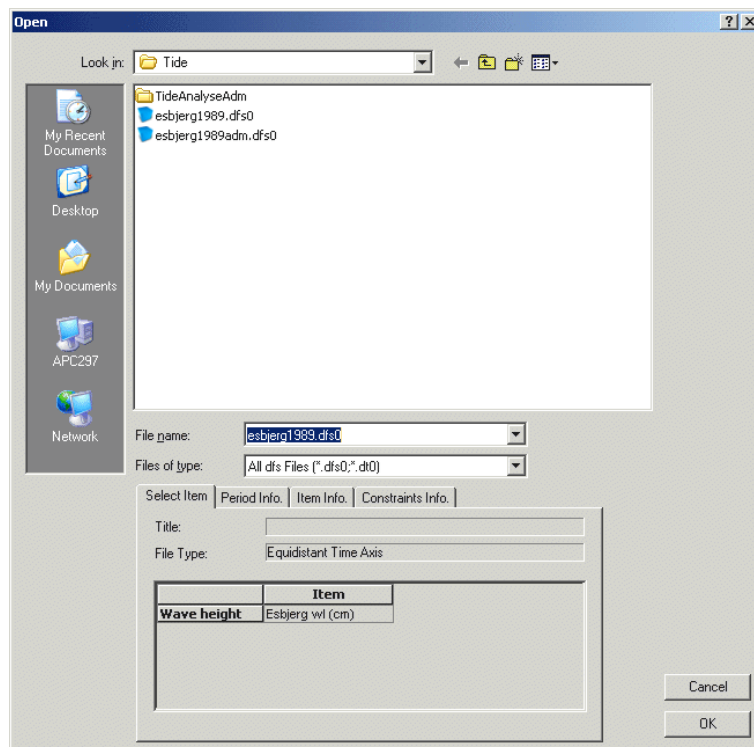 Open
Look in: Tide
TideAnalyseAdm
esbjerg1989.dfs0
esbjerg1989adm.dfs0
My Recent
Documents
Desktop
My Documents
APC297
Network
File name: esbjerg1989.dfs0
Files of type: All dfs Files (*.dfs0;*.dt0)
Select Item Period Info. Item Info. Constraints Info.
Title:
File Type: Equidistant Time Axis
Item
Wave height Esbjerg wl (cm)
Cancel
OK